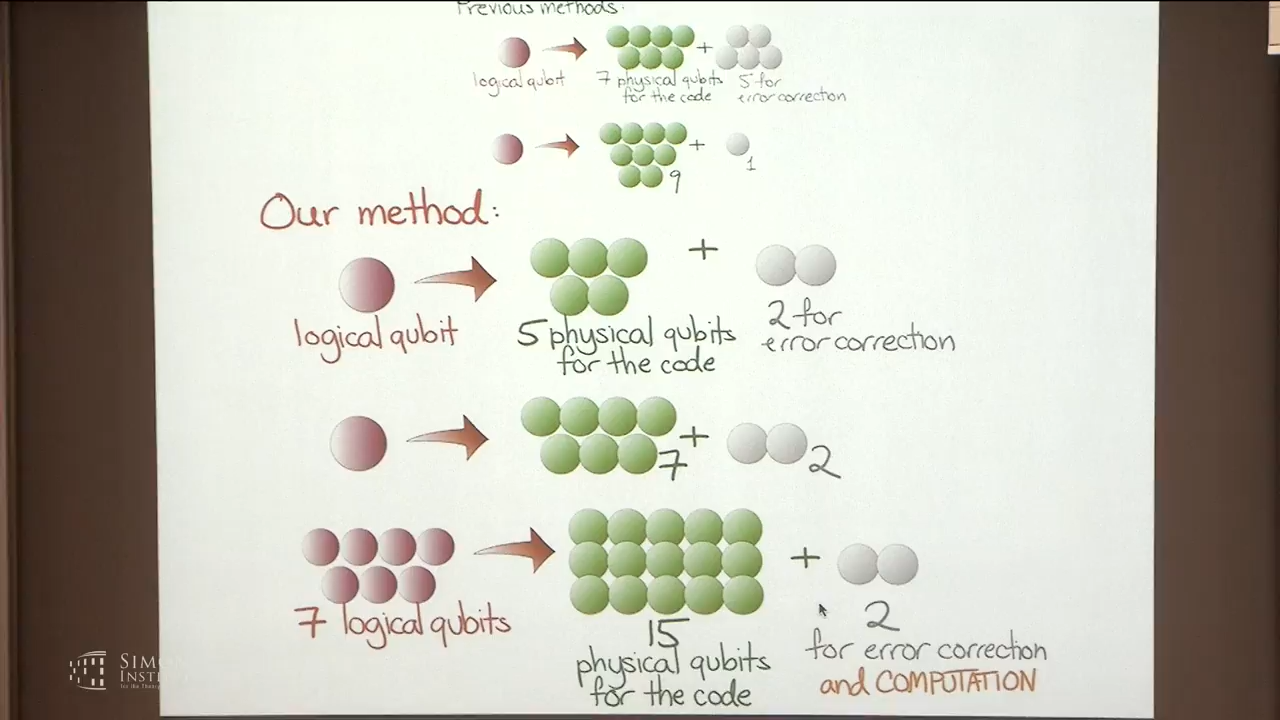 Previous methods:
logical qubit
7 physical qubits
for the code
+
5 for
error correction
9
+
1
Our method:
logical qubit
5 physical qubits
for the code
+
2 for
error correction
7
+
2
7 logical qubits
15
physical qubits
for the code
+
2
for error correction
and COMPUTATION